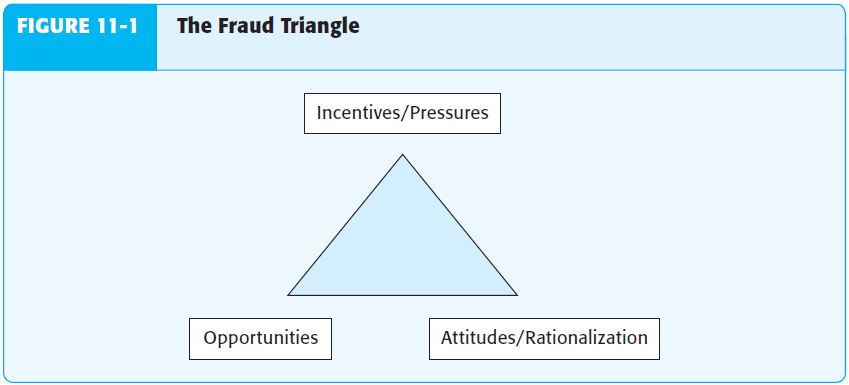 FIGURE 11-1 The Fraud Triangle
Incentives/Pressures
Opportunities Attitudes/Rationalization